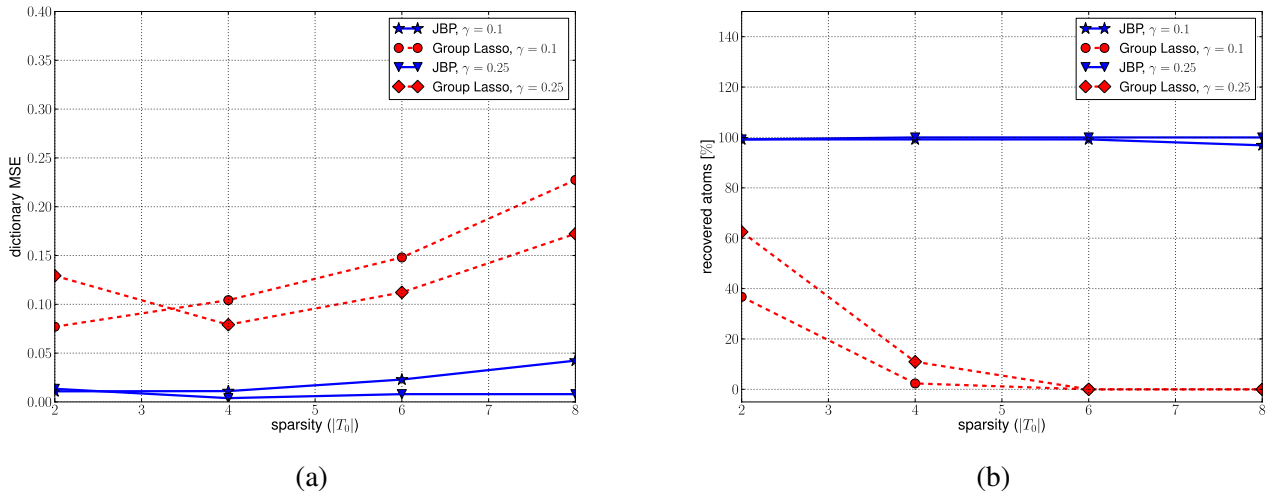 0.40
0.35
0.30
0.25
0.20
0.15
0.10
0.05
0.00
dictionary MSE
2 3 4 5 6 7 8
sparsity (|T₀|)
JBP, γ = 0.1
Group Lasso, γ = 0.1
JBP, γ = 0.25
Group Lasso, γ = 0.25
(a)
140
120
100
80
60
40
20
0
recovered atoms [%]
2 3 4 5 6 7 8
sparsity (|T₀|)
JBP, γ = 0.1
Group Lasso, γ = 0.1
JBP, γ = 0.25
Group Lasso, γ = 0.25
(b)